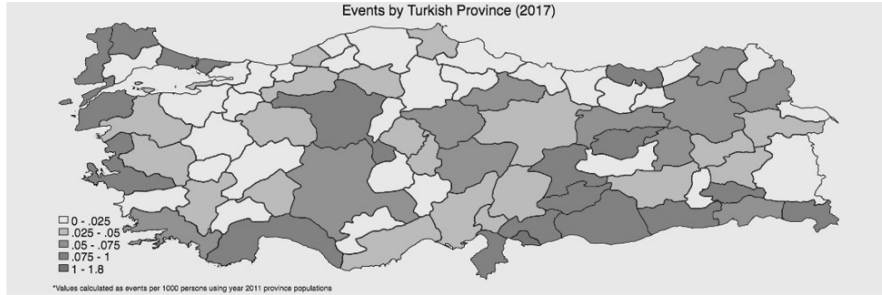 Events by Turkish Province (2017)
0 - .025
.025 - .05
.05 - .075
.075 - 1
1 - 1.8
*Values calculated as events per 1000 persons using year 2011 province populations